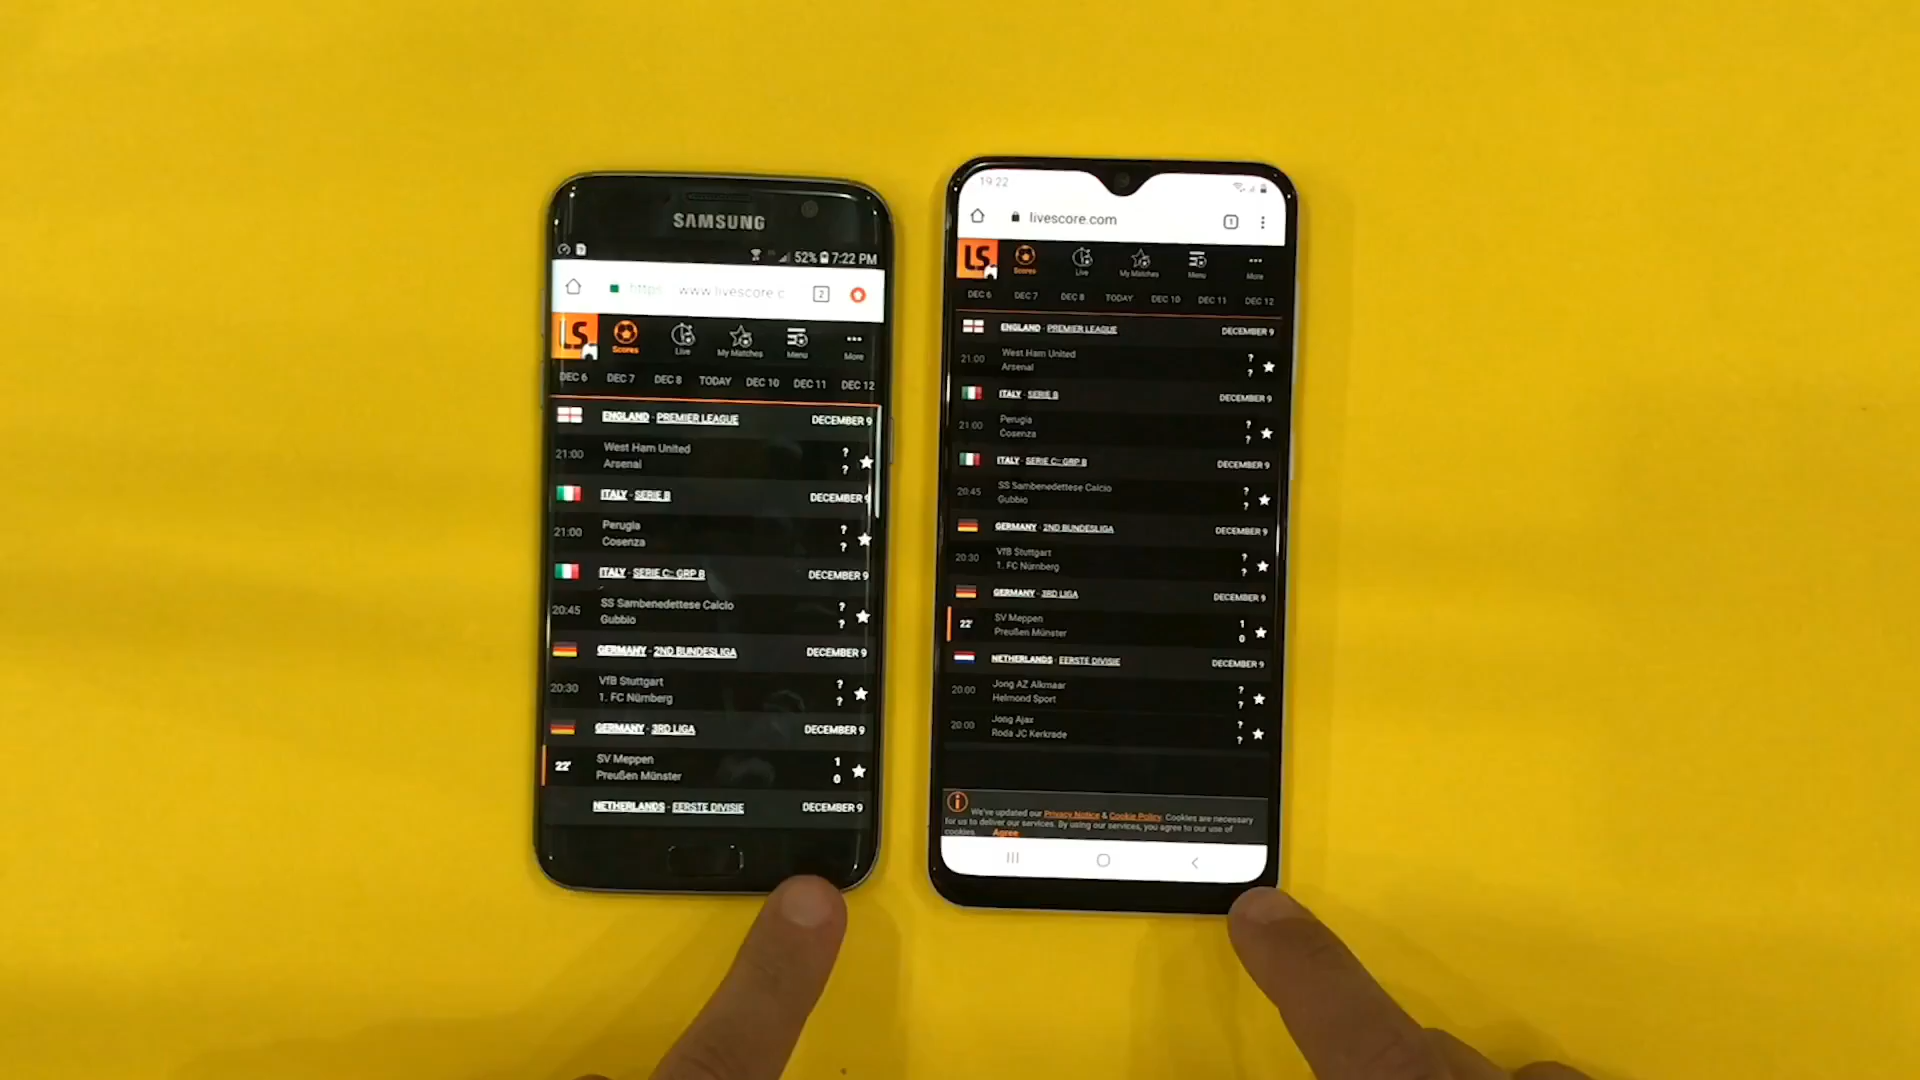 SAMSUNG
52% 7:22 PM
https www.livescore.c
2
LS
Scores
Live
My Matches
Menu
More
DEC 6 DEC 7 DEC 8 TODAY DEC 10 DEC 11 DEC 12
ENGLAND - PREMIER LEAGUE DECEMBER 9
21:00 West Ham United ?
Arsenal ?
ITALY - SERIE B DECEMBER 9
21:00 Perugia ?
Cosenza ?
ITALY - SERIE C:: GRP B DECEMBER 9
20:45 SS Sambenedettese Calcio ?
Gubbio ?
GERMANY - 2ND BUNDESLIGA DECEMBER 9
20:30 VfB Stuttgart ?
1. FC Nürnberg ?
GERMANY - 3RD LIGA DECEMBER 9
22' SV Meppen 1
Preußen Münster 0
NETHERLANDS - EERSTE DIVISIE DECEMBER 9
19:22
livescore.com
1
LS
Scores
Live
My Matches
Menu
More
DEC 6 DEC 7 DEC 8 TODAY DEC 10 DEC 11 DEC 12
ENGLAND - PREMIER LEAGUE DECEMBER 9
21:00 West Ham United ?
Arsenal ?
ITALY - SERIE B DECEMBER 9
21:00 Perugia ?
Cosenza ?
ITALY - SERIE C:: GRP B DECEMBER 9
20:45 SS Sambenedettese Calcio ?
Gubbio ?
GERMANY - 2ND BUNDESLIGA DECEMBER 9
20:30 VfB Stuttgart ?
1. FC Nürnberg ?
GERMANY - 3RD LIGA DECEMBER 9
22' SV Meppen 1
Preußen Münster 0
NETHERLANDS - EERSTE DIVISIE DECEMBER 9
20:00 Jong AZ Alkmaar ?
Helmond Sport ?
20:00 Jong Ajax ?
Roda JC Kerkrade ?
We've updated our Privacy Notice & Cookie Policy. Cookies are necessary
for us to deliver our services. By using our services, you agree to our use of
cookies. Agree